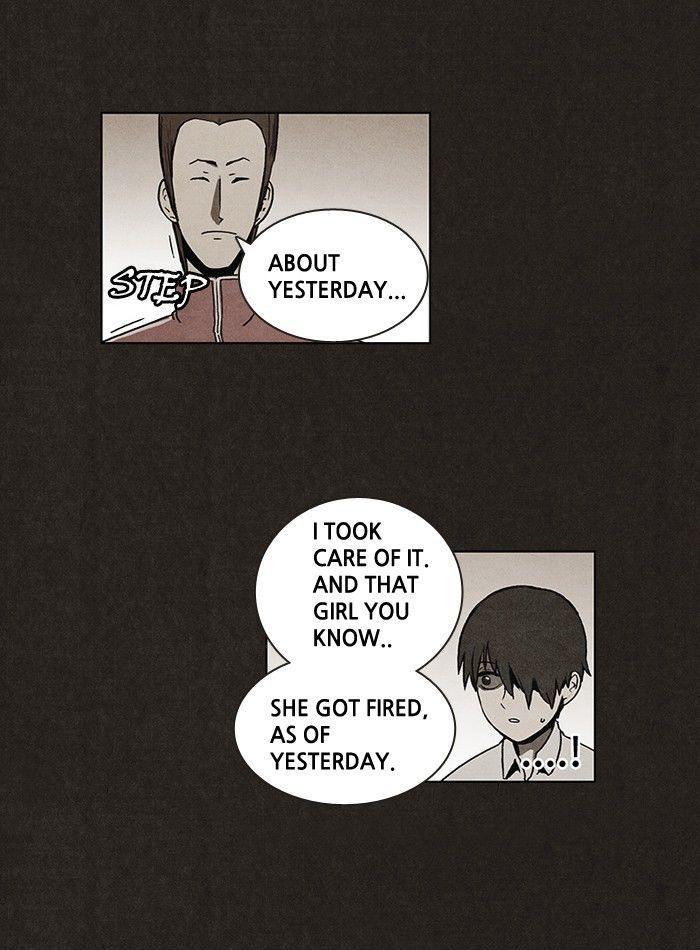 ABOUT
YESTERDAY...
STEP
I TOOK
CARE OF IT.
AND THAT
GIRL YOU
KNOW..
SHE GOT FIRED,
AS OF
YESTERDAY.
.....!